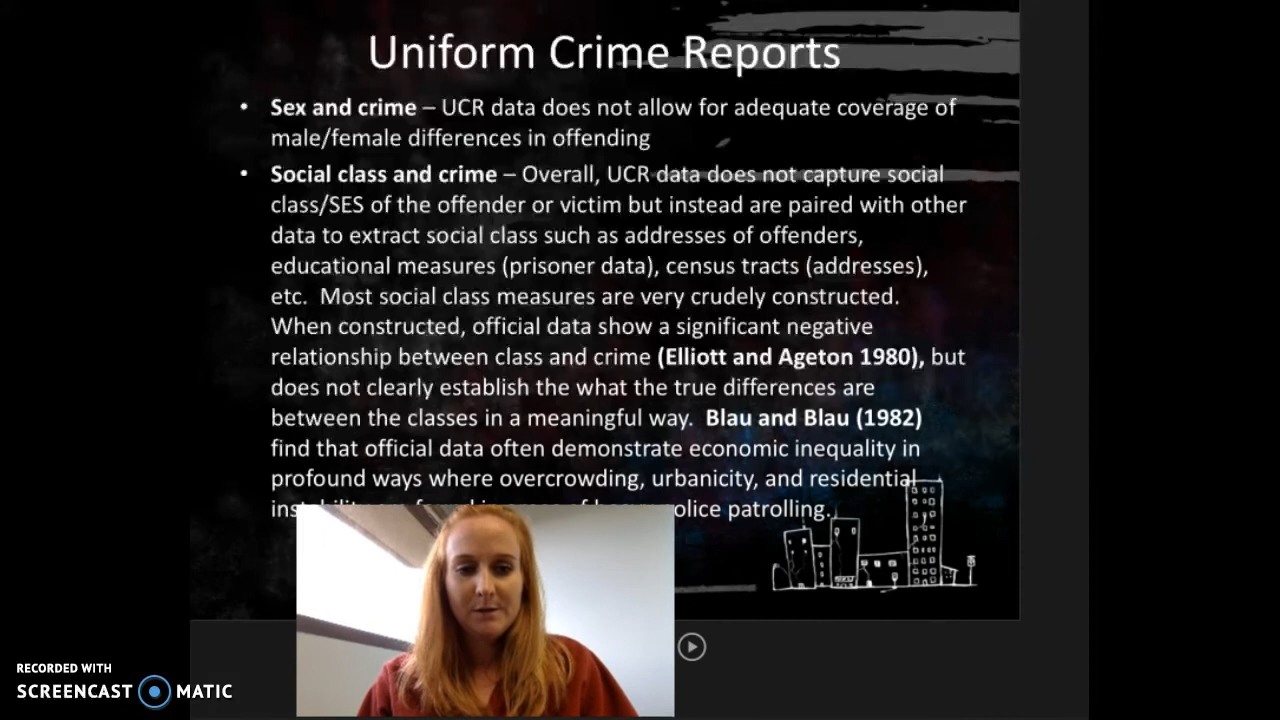 Uniform Crime Reports
• Sex and crime – UCR data does not allow for adequate coverage of
male/female differences in offending
• Social class and crime – Overall, UCR data does not capture social
class/SES of the offender or victim but instead are paired with other
data to extract social class such as addresses of offenders,
educational measures (prisoner data), census tracts (addresses),
etc. Most social class measures are very crudely constructed.
When constructed, official data show a significant negative
relationship between class and crime (Elliott and Ageton 1980), but
does not clearly establish the what the true differences are
between the classes in a meaningful way. Blau and Blau (1982)
find that official data often demonstrate economic inequality in
profound ways where overcrowding, urbanicity, and residential
patrolling.
RECORDED WITH
SCREENCAST MATIC